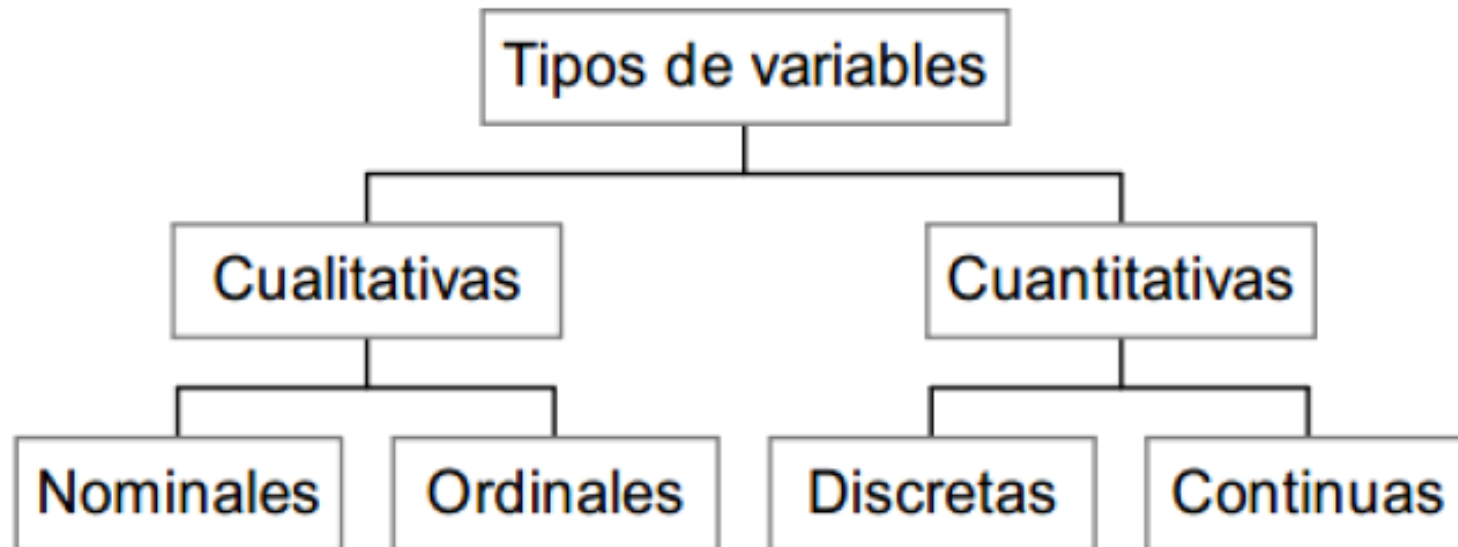 Tipos de variables
Cualitativas
Cuantitativas
Nominales
Ordinales
Discretas
Continuas